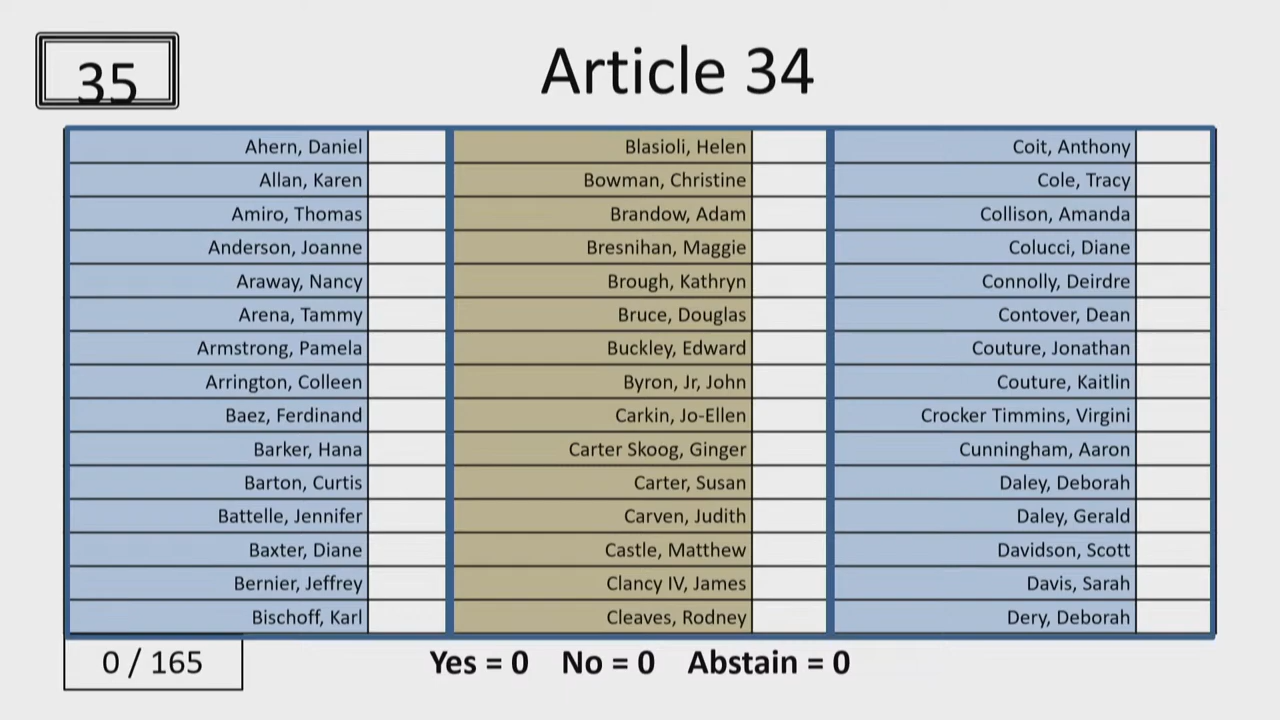 35
Article 34
Ahern, Daniel
Allan, Karen
Amiro, Thomas
Anderson, Joanne
Araway, Nancy
Arena, Tammy
Armstrong, Pamela
Arrington, Colleen
Baez, Ferdinand
Barker, Hana
Barton, Curtis
Battelle, Jennifer
Baxter, Diane
Bernier, Jeffrey
Bischoff, Karl
Blasioli, Helen
Bowman, Christine
Brandow, Adam
Bresnihan, Maggie
Brough, Kathryn
Bruce, Douglas
Buckley, Edward
Byron, Jr, John
Carkin, Jo-Ellen
Carter Skoog, Ginger
Carter, Susan
Carven, Judith
Castle, Matthew
Clancy IV, James
Cleaves, Rodney
Coit, Anthony
Cole, Tracy
Collison, Amanda
Colucci, Diane
Connolly, Deirdre
Contover, Dean
Couture, Jonathan
Couture, Kaitlin
Crocker Timmins, Virgini
Cunningham, Aaron
Daley, Deborah
Daley, Gerald
Davidson, Scott
Davis, Sarah
Dery, Deborah
0 / 165
Yes = 0 No = 0 Abstain = 0